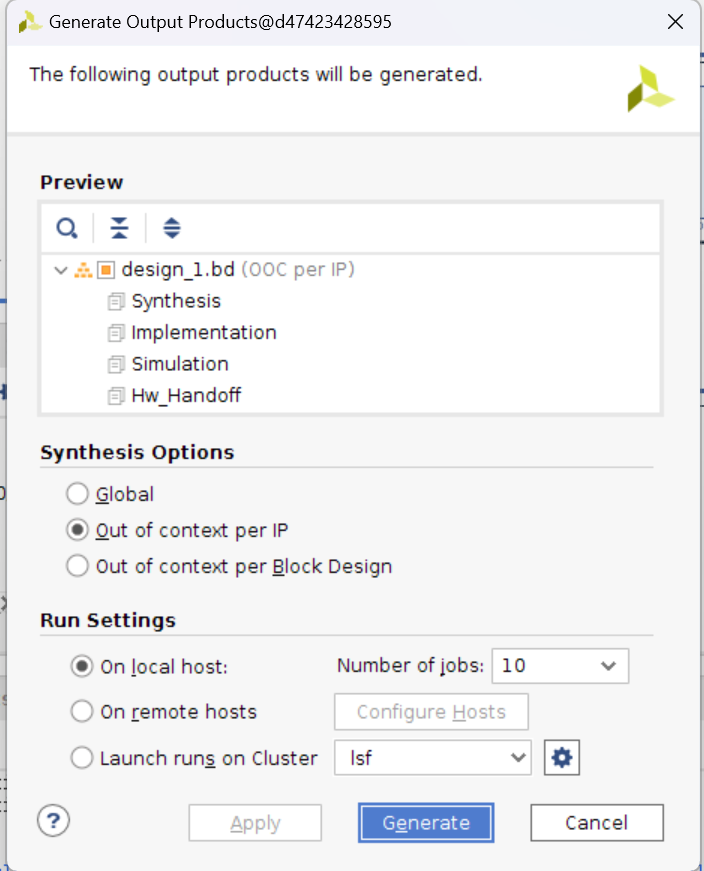 Generate Output Products@d47423428595
The following output products will be generated.
Preview
design_1.bd (OOC per IP)
Synthesis
Implementation
Simulation
Hw_Handoff
Synthesis Options
Global
Out of context per IP
Out of context per Block Design
Run Settings
On local host: Number of jobs: 10
On remote hosts Configure Hosts
Launch runs on Cluster lsf
? Apply Generate Cancel